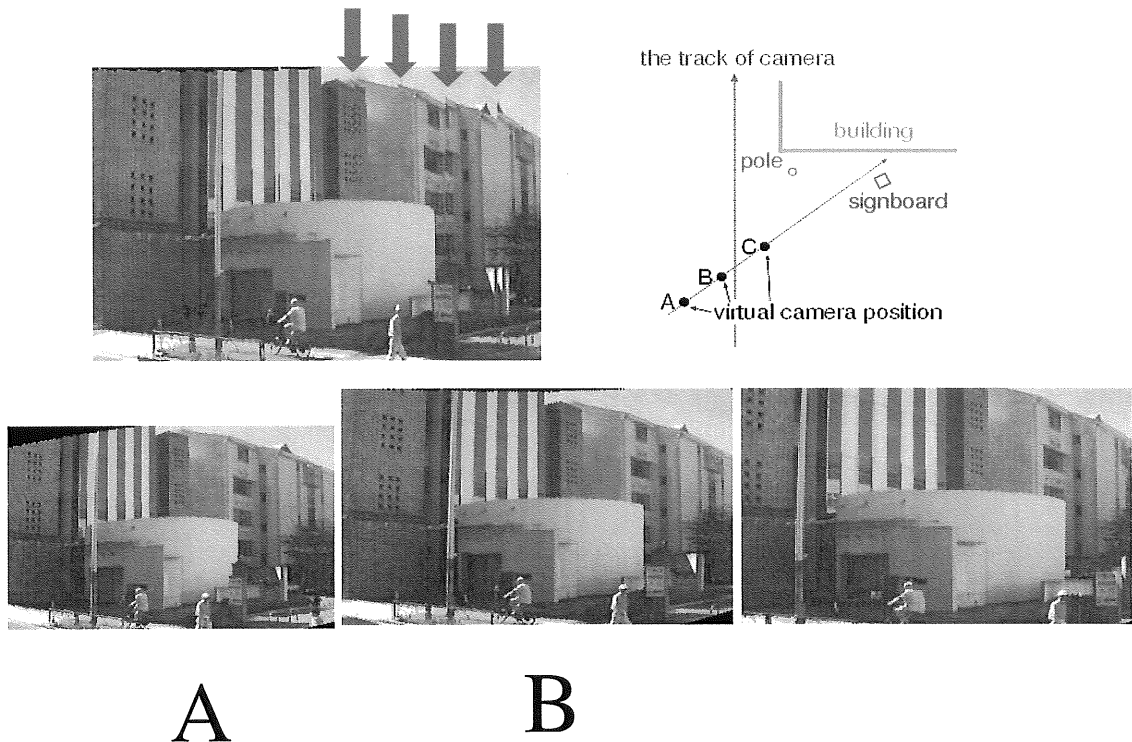 the track of camera
building
pole
signboard
C
B
A
virtual camera position
A
B